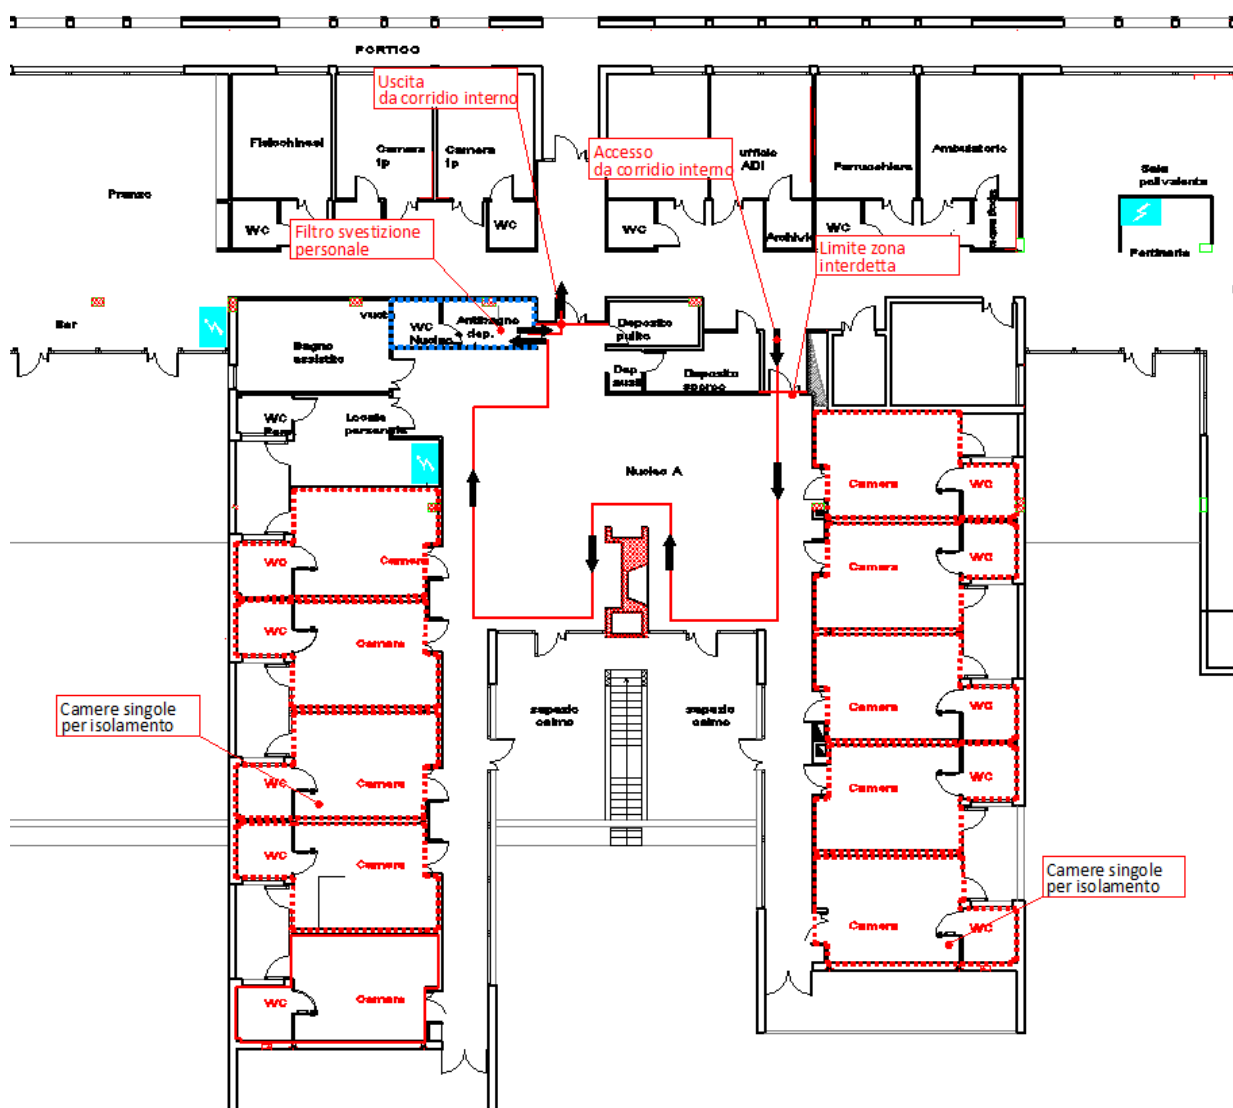 PORTICO
Uscita
da corridio interno
Fisiochinesi
Camera
1p
Camera
1p
Accesso
da corridio interno
ufficio
ADI
Parrucchiera
Ambulatorio
Sala
polivalente
Pranzo
WC
WC
WC
Archivio
WC
Filtro svestizione
personale
Limite zona
interdetta
Portineria
Bar
vuot
WC
Nucleo
Antibagno
dep.
Deposito
pulito
Bagno
assistito
Dep
ausili
Deposito
sporco
WC
Pers.
Locale
personale
Nucleo A
Camera
WC
WC
Camera
Camera
WC
WC
Camera
Camera
WC
Camere singole
per isolamento
spazio
calmo
spazio
calmo
WC
Camera
Camera
WC
WC
Camera
Camere singole
per isolamento
Camera
WC
WC
Camera